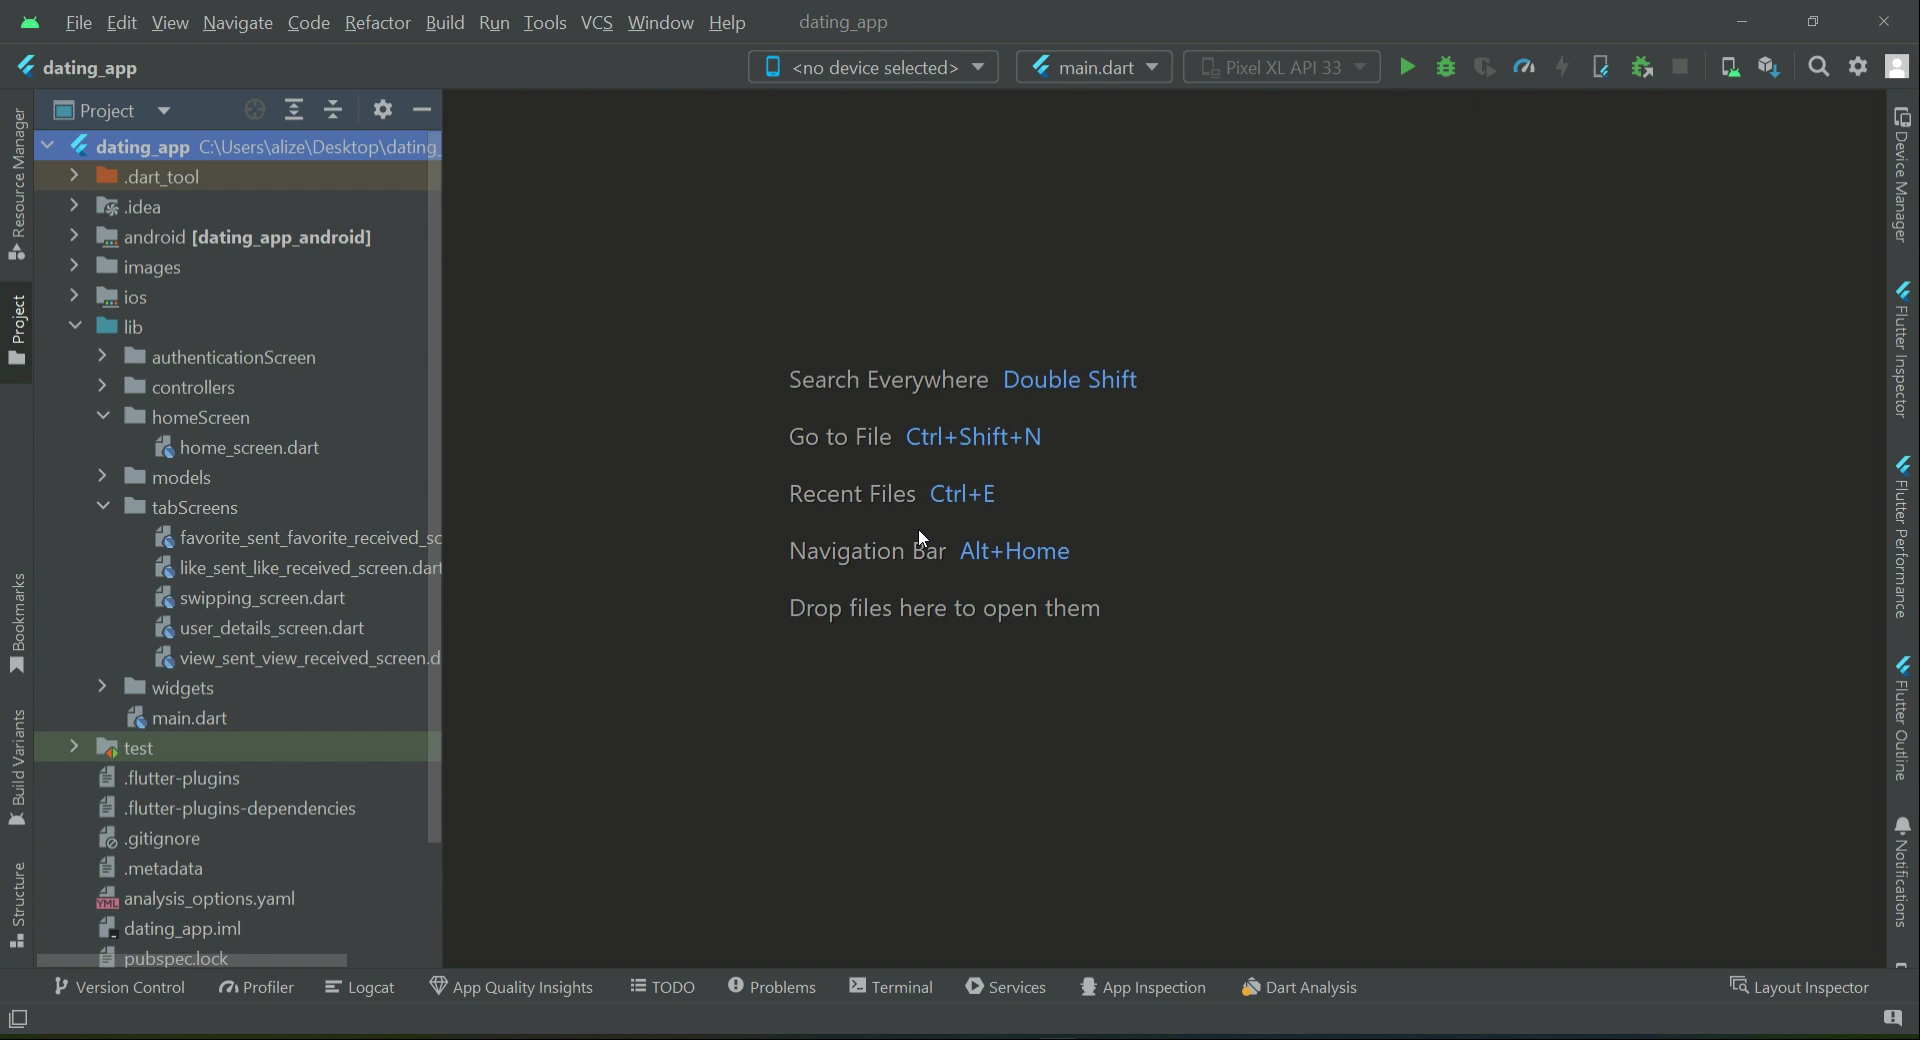 File Edit View Navigate Code Refactor Build Run Tools VCS Window Help dating_app
dating_app <no device selected> main.dart Pixel XL API 33
Project
dating_app C:\Users\alize\Desktop\dating_
.dart_tool
.idea
android [dating_app_android]
images
ios
lib
authenticationScreen
controllers
homeScreen
home_screen.dart
models
tabScreens
favorite_sent_favorite_received_sc
like_sent_like_received_screen.dart
swipping_screen.dart
user_details_screen.dart
view_sent_view_received_screen.d
widgets
main.dart
test
.flutter-plugins
.flutter-plugins-dependencies
.gitignore
.metadata
YML analysis_options.yaml
dating_app.iml
pubspec.lock
Resource Manager
Project
Bookmarks
Build Variants
Structure
Search Everywhere Double Shift
Go to File Ctrl+Shift+N
Recent Files Ctrl+E
Navigation Bar Alt+Home
Drop files here to open them
Device Manager
Flutter Inspector
Flutter Performance
Flutter Outline
Notifications
Version Control Profiler Logcat App Quality Insights TODO Problems Terminal Services App Inspection Dart Analysis Layout Inspector